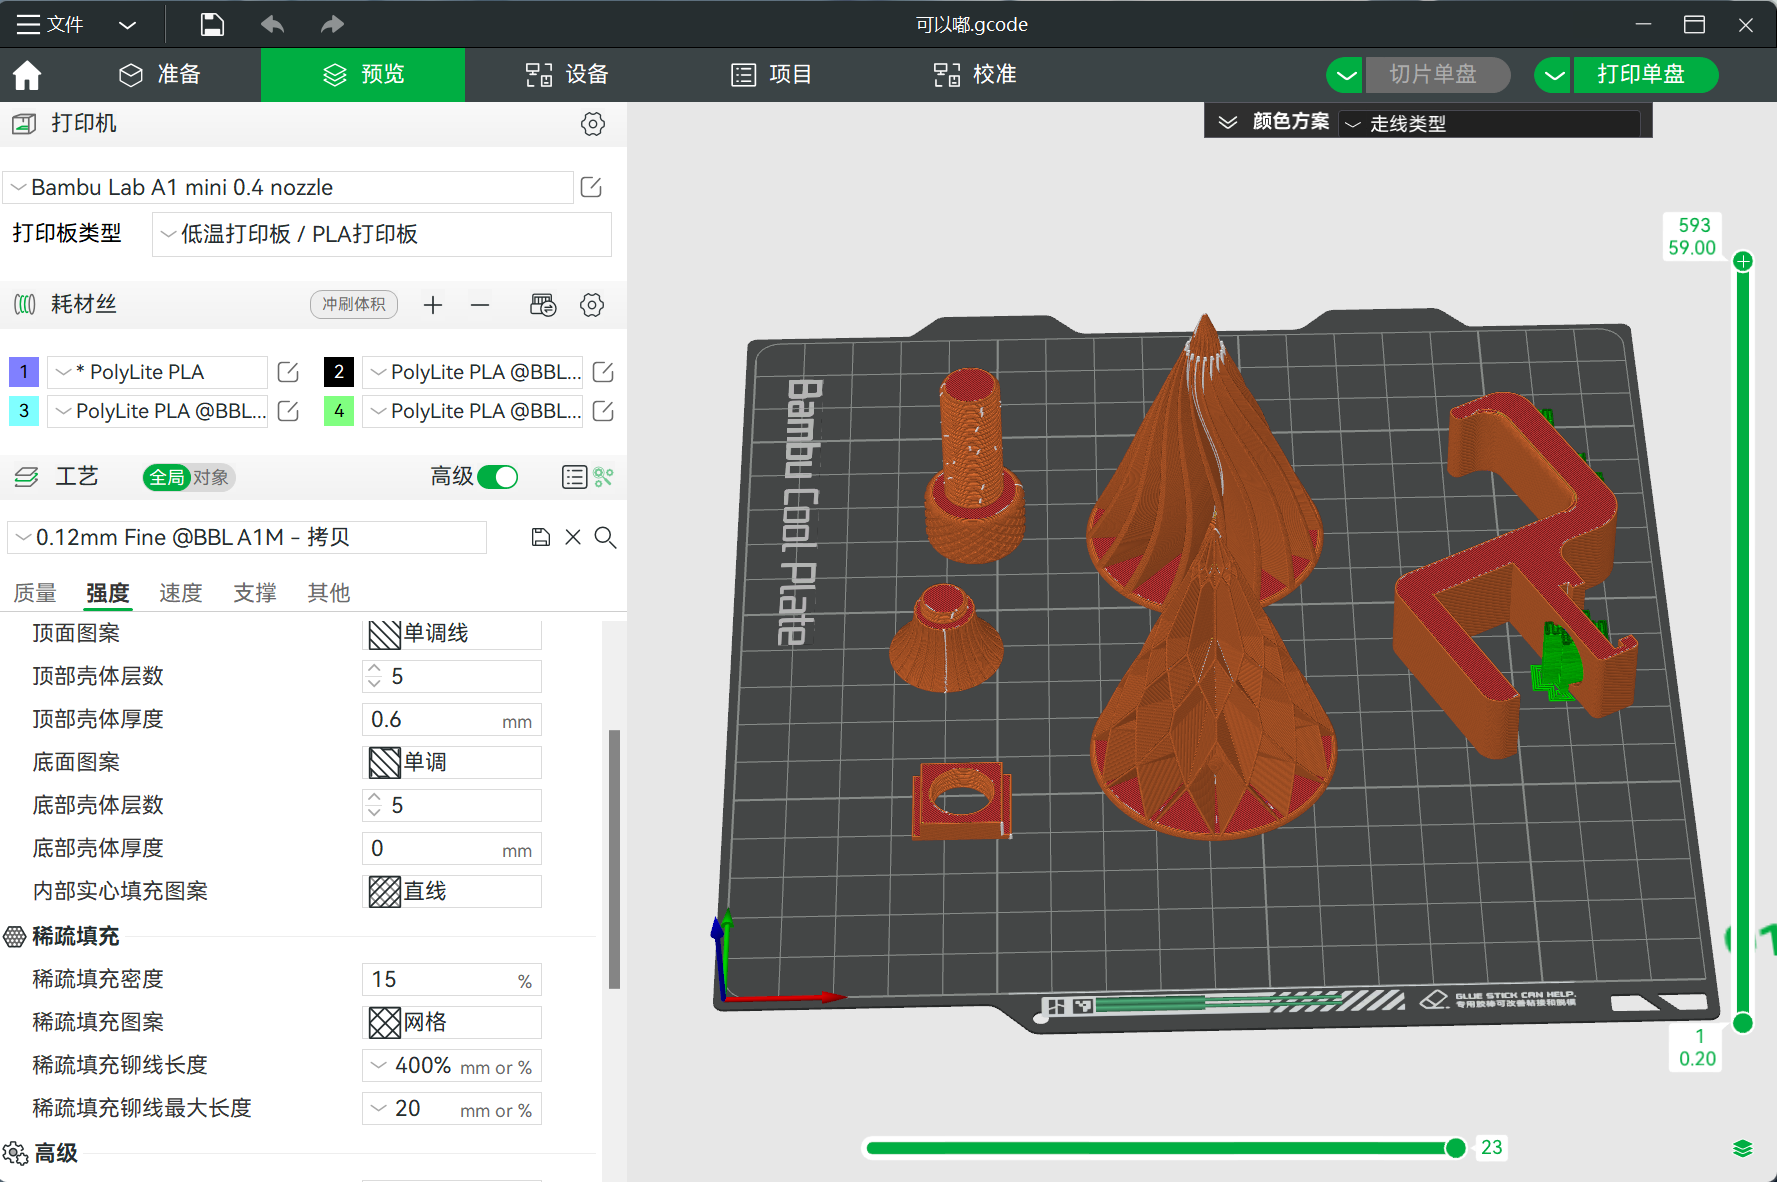 文件
可以嘟.gcode
准备
预览
设备
项目
校准
切片单盘
打印单盘
打印机
Bambu Lab A1 mini 0.4 nozzle
打印板类型
低温打印板 / PLA打印板
耗材丝
冲刷体积
1
* PolyLite PLA
2
PolyLite PLA @BBL...
3
PolyLite PLA @BBL...
4
PolyLite PLA @BBL...
工艺
全局
对象
高级
0.12mm Fine @BBL A1M - 拷贝
质量
强度
速度
支撑
其他
顶面图案
单调线
顶部壳体层数
5
顶部壳体厚度
0.6 mm
底面图案
单调
底部壳体层数
5
底部壳体厚度
0 mm
内部实心填充图案
直线
稀疏填充
稀疏填充密度
15 %
稀疏填充图案
网格
稀疏填充铆线长度
400% mm or %
稀疏填充铆线最大长度
20 mm or %
高级
颜色方案
走线类型
593
59.00
Bambu Cool Plate
GLUE STICK CAN HELP.
1
0.20
23